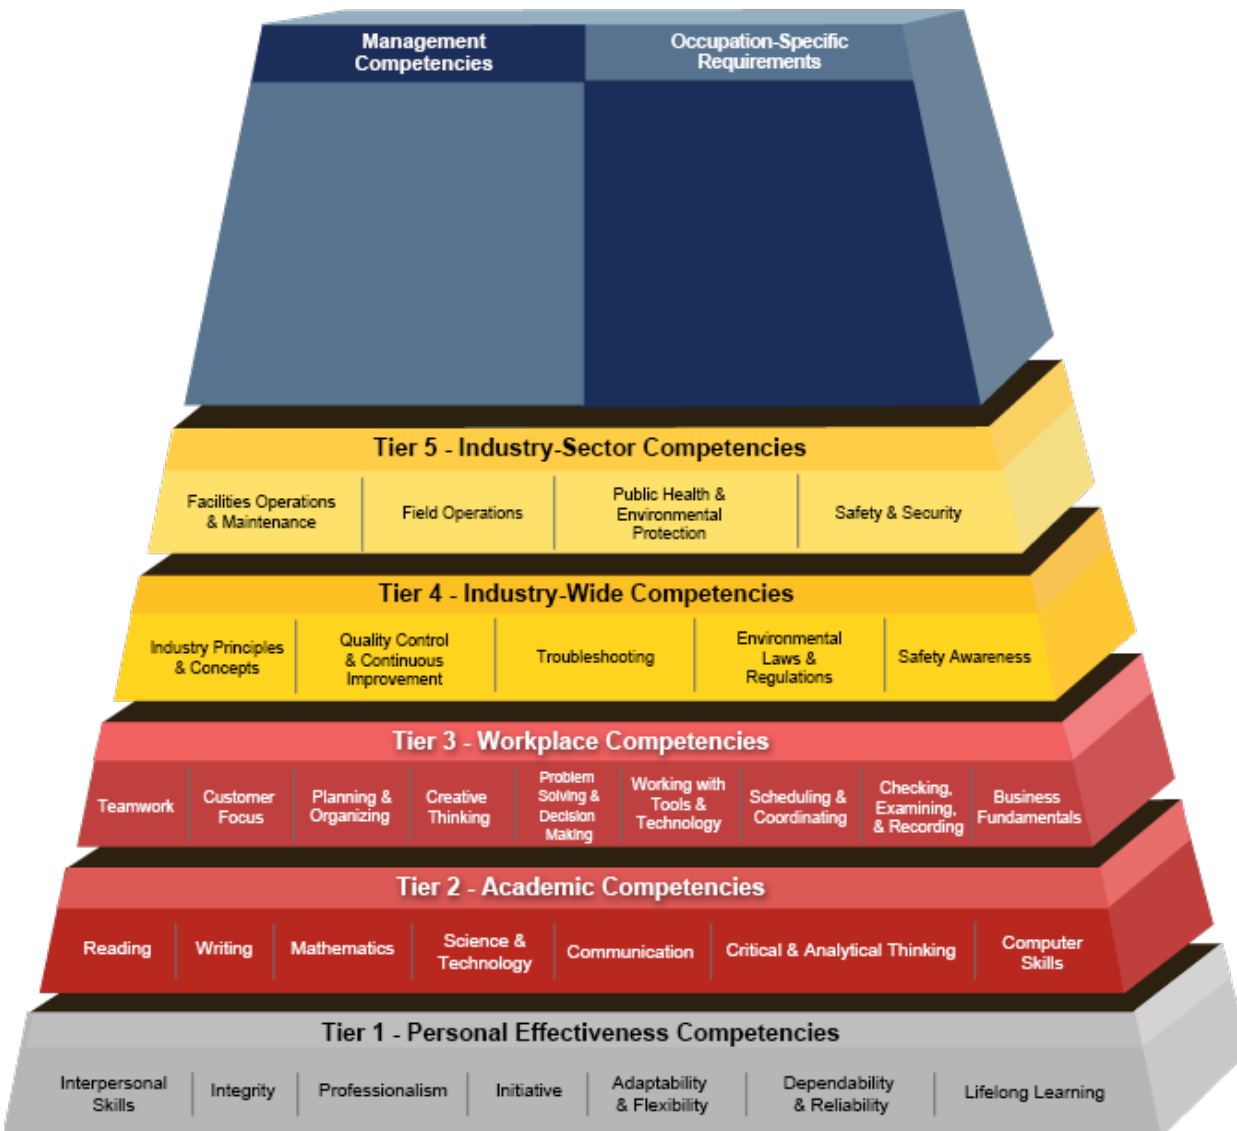 Management
Competencies
Occupation-Specific
Requirements
Tier 5 - Industry-Sector Competencies
Facilities Operations
& Maintenance
Field Operations
Public Health &
Environmental
Protection
Safety & Security
Tier 4 - Industry-Wide Competencies
Industry Principles
& Concepts
Quality Control
& Continuous
Improvement
Troubleshooting
Environmental
Laws &
Regulations
Safety Awareness
Tier 3 - Workplace Competencies
Teamwork
Customer
Focus
Planning &
Organizing
Creative
Thinking
Problem
Solving &
Decision
Making
Working with
Tools &
Technology
Scheduling &
Coordinating
Checking,
Examining,
& Recording
Business
Fundamentals
Tier 2 - Academic Competencies
Reading
Writing
Mathematics
Science &
Technology
Communication
Critical & Analytical Thinking
Computer
Skills
Tier 1 - Personal Effectiveness Competencies
Interpersonal
Skills
Integrity
Professionalism
Initiative
Adaptability
& Flexibility
Dependability
& Reliability
Lifelong Learning